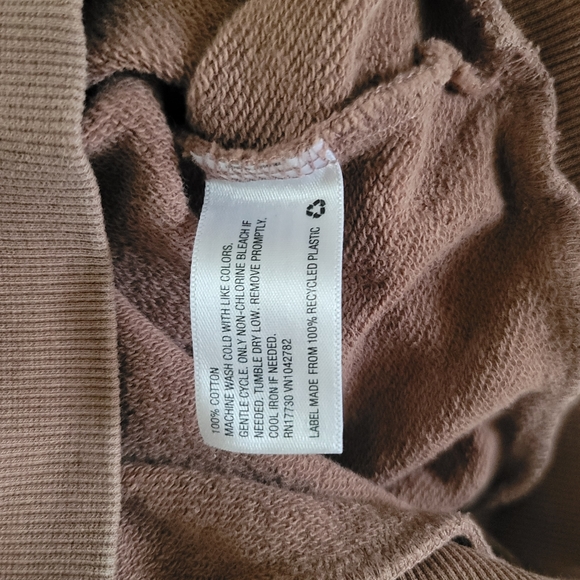 100% COTTON
MACHINE WASH COLD WITH LIKE COLORS,
GENTLE CYCLE. ONLY NON-CHLORINE BLEACH IF
NEEDED. TUMBLE DRY LOW. REMOVE PROMPTLY,
COOL IRON IF NEEDED.
RN17730 VN1042782
LABEL MADE FROM 100% RECYCLED PLASTIC